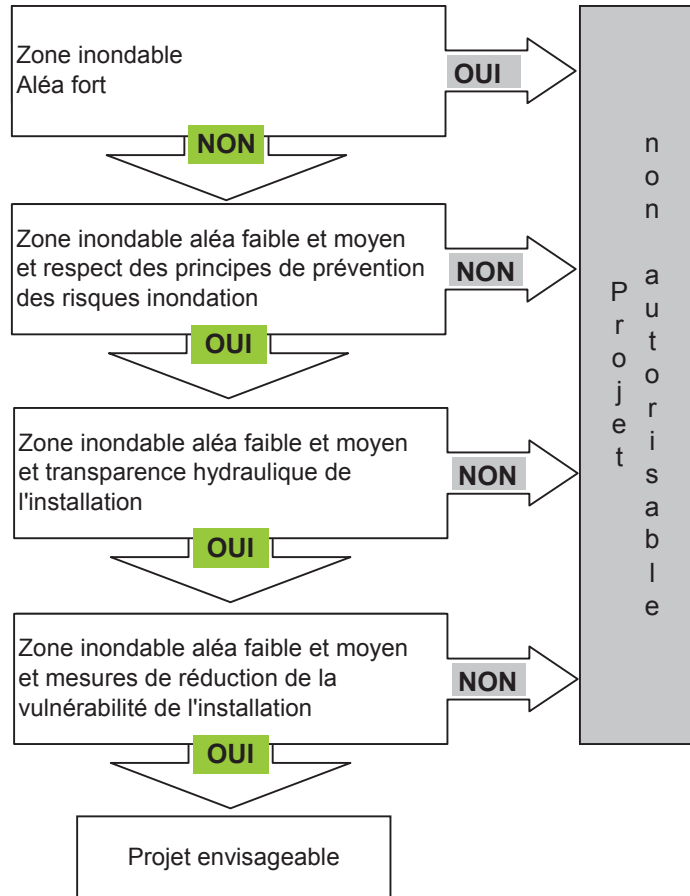 Zone inondable
Aléa fort
OUI
NON
Zone inondable aléa faible et moyen
et respect des principes de prévention
des risques inondation
NON
OUI
Zone inondable aléa faible et moyen
et transparence hydraulique de
l'installation
NON
OUI
Zone inondable aléa faible et moyen
et mesures de réduction de la
vulnérabilité de l'installation
NON
OUI
Projet envisageable
Projet
non autorisable